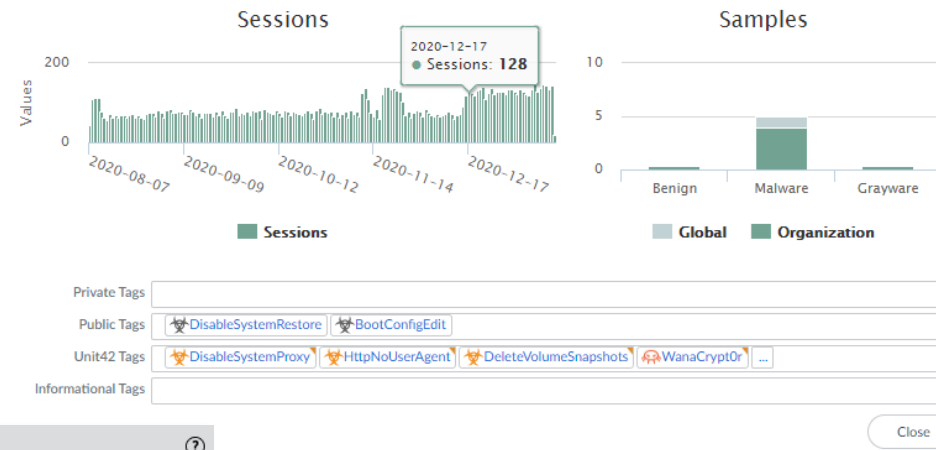 Sessions
2020-12-17
Sessions: 128
200
0
Values
2020-08-07
2020-09-09
2020-10-12
2020-11-14
2020-12-17
Sessions
Samples
10
5
0
Benign
Malware
Grayware
Global
Organization
Private Tags
Public Tags DisableSystemRestore BootConfigEdit
Unit42 Tags DisableSystemProxy HttpNoUserAgent DeleteVolumeSnapshots WanaCrypt0r ...
Informational Tags
Close
?